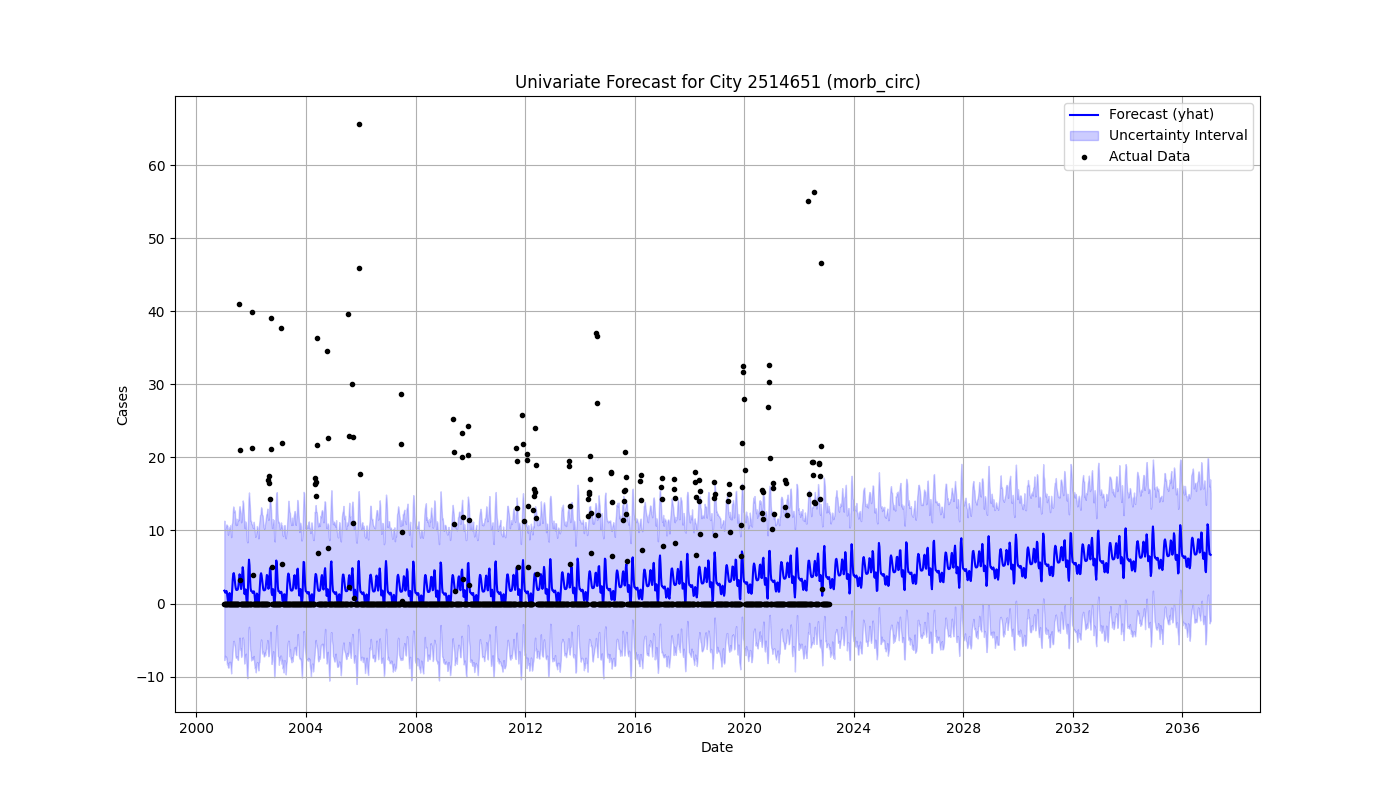 Univariate Forecast for City 2514651 (morb_circ)
Forecast (yhat)
Uncertainty Interval
Actual Data
Cases
60
50
40
30
20
10
0
−10
2000 2004 2008 2012 2016 2020 2024 2028 2032 2036
Date